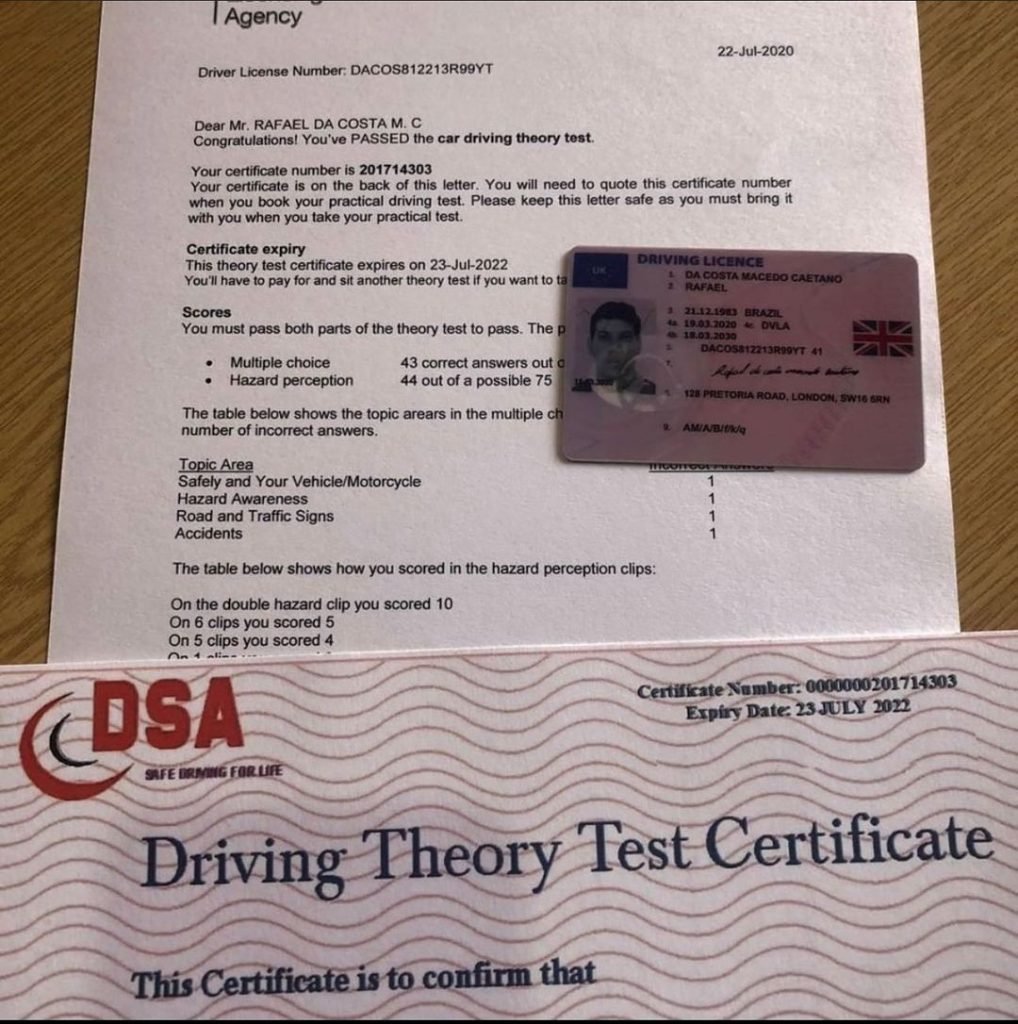 Agency
22-Jul-2020
Driver License Number: DACOS812213R99YT
Dear Mr. RAFAEL DA COSTA M. C
Congratulations! You've PASSED the car driving theory test.
Your certificate number is 201714303
Your certificate is on the back of this letter. You will need to quote this certificate number
when you book your practical driving test. Please keep this letter safe as you must bring it
with you when you take your practical test.
Certificate expiry
This theory test certificate expires on 23-Jul-2022
You'll have to pay for and sit another theory test if you want to ta
Scores
You must pass both parts of the theory test to pass. The p
• Multiple choice 43 correct answers out o
• Hazard perception 44 out of a possible 75
The table below shows the topic arears in the multiple ch
number of incorrect answers.
Topic Area Incorrect Answers
Safely and Your Vehicle/Motorcycle 1
Hazard Awareness 1
Road and Traffic Signs 1
Accidents 1
The table below shows how you scored in the hazard perception clips:
On the double hazard clip you scored 10
On 6 clips you scored 5
On 5 clips you scored 4
UK
DRIVING LICENCE
1. DA COSTA MACEDO CAETANO
2. RAFAEL
3. 21.12.1983 BRAZIL
4a. 19.03.2020 4c. DVLA
4b. 18.03.2030
5. DACOS812213R99YT 41
7.
128 PRETORIA ROAD, LONDON, SW16 6RN
9. AM/A/B/f/k/q
DSA
SAFE DRIVING FOR LIFE
Certificate Number: 0000000201714303
Expiry Date: 23 JULY 2022
Driving Theory Test Certificate
This Certificate is to confirm that